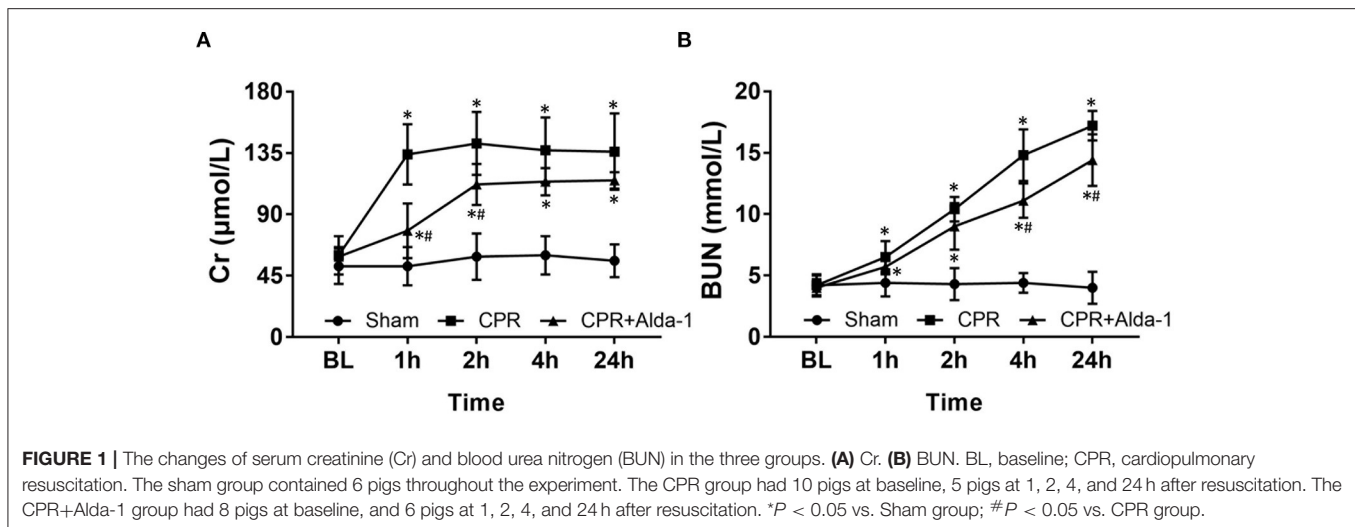 A
Cr (μmol/L)
180
135
90
45
0
* * * *
*# *# * *
Sham CPR CPR+Alda-1
BL 1h 2h 4h 24h
Time
B
BUN (mmol/L)
20
15
10
5
0
* * * *
* * *# *#
Sham CPR CPR+Alda-1
BL 1h 2h 4h 24h
Time
FIGURE 1 | The changes of serum creatinine (Cr) and blood urea nitrogen (BUN) in the three groups. (A) Cr. (B) BUN. BL, baseline; CPR, cardiopulmonary
resuscitation. The sham group contained 6 pigs throughout the experiment. The CPR group had 10 pigs at baseline, 5 pigs at 1, 2, 4, and 24 h after resuscitation. The
CPR+Alda-1 group had 8 pigs at baseline, and 6 pigs at 1, 2, 4, and 24 h after resuscitation. *P < 0.05 vs. Sham group; #P < 0.05 vs. CPR group.